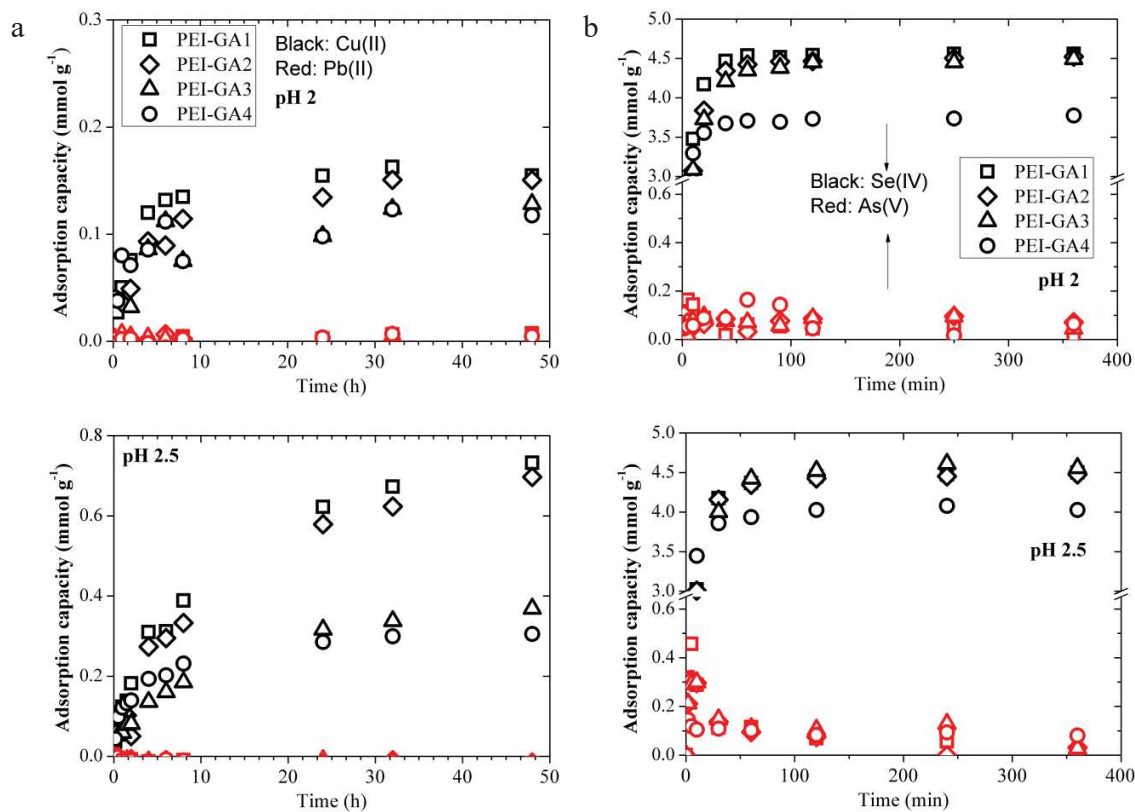 a
Adsorption capacity (mmol g⁻¹)
0.3
0.2
0.1
0.0
PEI-GA1
PEI-GA2
PEI-GA3
PEI-GA4
Black: Cu(II)
Red: Pb(II)
pH 2
0 10 20 30 40 50
Time (h)
b
Adsorption capacity (mmol g⁻¹)
5.0
4.5
4.0
3.5
3.0
0.6
0.4
0.2
0.0
Black: Se(IV)
Red: As(V)
PEI-GA1
PEI-GA2
PEI-GA3
PEI-GA4
pH 2
0 100 200 300 400
Time (min)
Adsorption capacity (mmol g⁻¹)
0.8
0.6
0.4
0.2
0.0
pH 2.5
0 10 20 30 40 50
Time (h)
Adsorption capacity (mmol g⁻¹)
5.0
4.5
4.0
3.5
3.0
0.6
0.4
0.2
0.0
pH 2.5
0 100 200 300 400
Time (min)